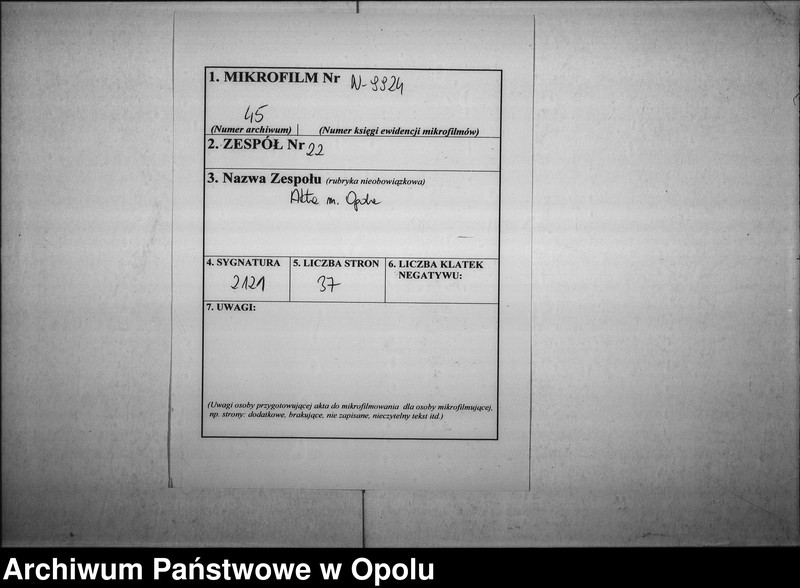 1. MIKROFILM Nr N-9924
45
(Numer archiwum) | (Numer księgi ewidencji mikrofilmów)
2. ZESPÓŁ Nr 22
3. Nazwa Zespołu (rubryka nieobowiązkowa)
Akta m. Opola
4. SYGNATURA 5. LICZBA STRON 6. LICZBA KLATEK
NEGATYWU:
2121 37
7. UWAGI:
(Uwagi osoby przygotowującej akta do mikrofilmowania dla osoby mikrofilmującej,
np. strony: dodatkowe, brakujące, nie zapisane, nieczytelny tekst itd.)
Archiwum Państwowe w Opolu